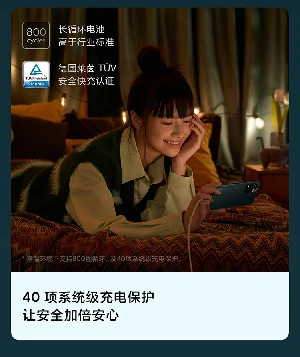 800
cycles
长循环电池
高于行业标准
德国莱茵 TÜV
安全快充认证
40 项系统级充电保护
让安全加倍安心